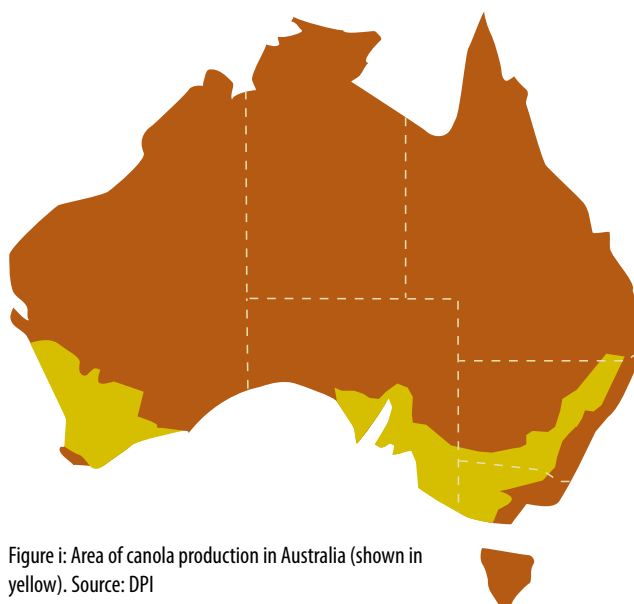 Figure i: Area of canola production in Australia (shown in
yellow). Source: DPI